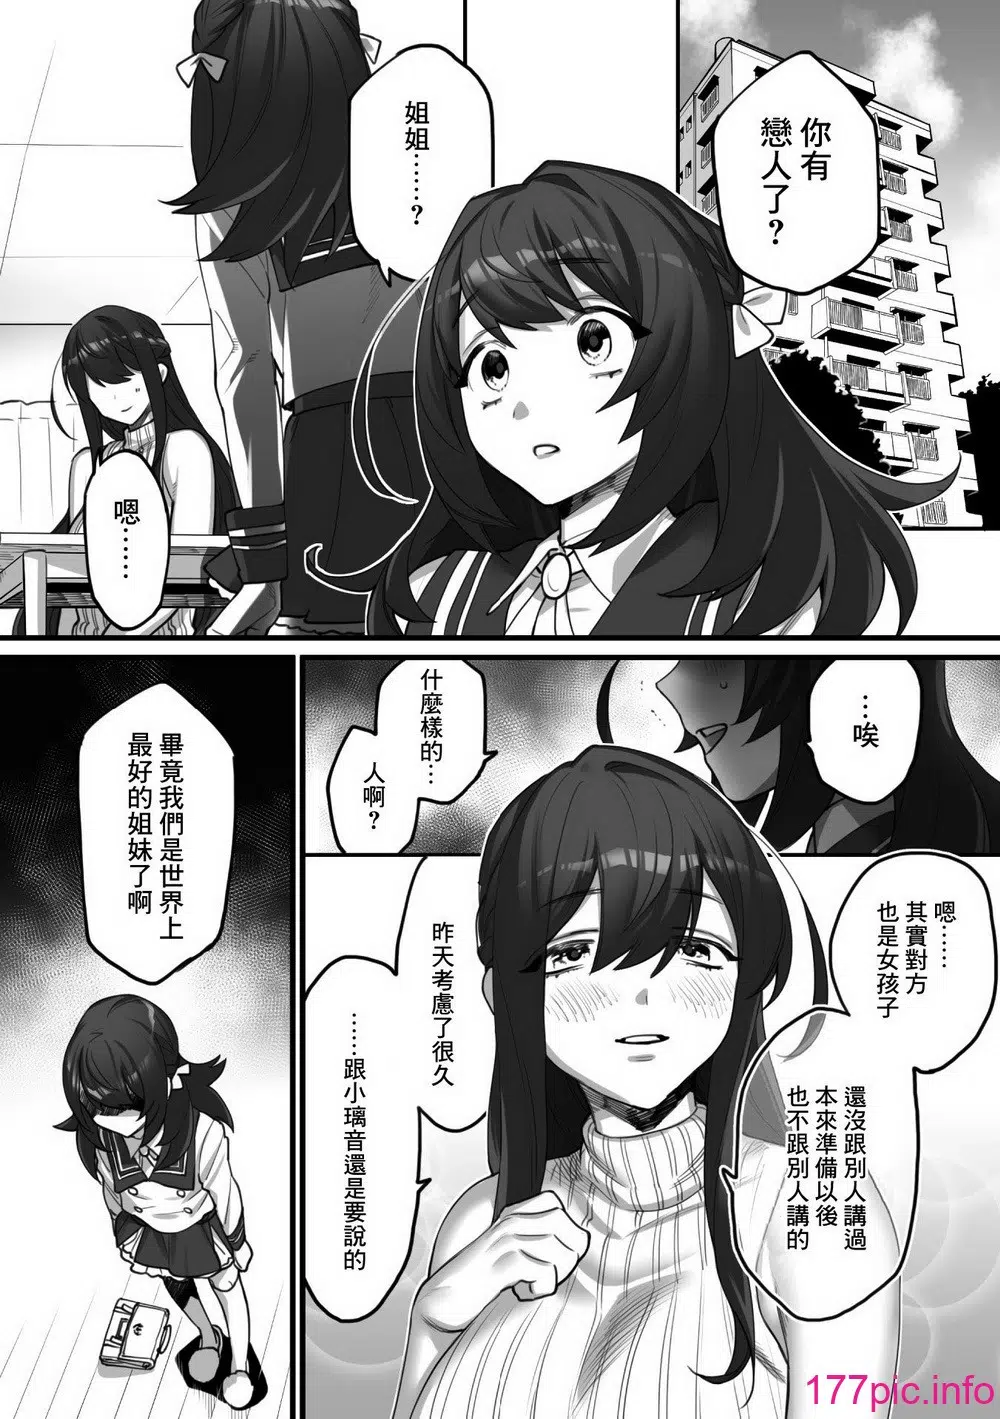 你有
戀人了?
姐姐……?
嗯……
…唉
什麼樣的…
人啊?
嗯……
其實對方
也是女孩子
還沒跟別人講過
本來準備以後
也不跟別人講的
昨天考慮了很久
……跟小璃音還是要說的
畢竟我們是世界上
最好的姐妹了啊
177pic.info